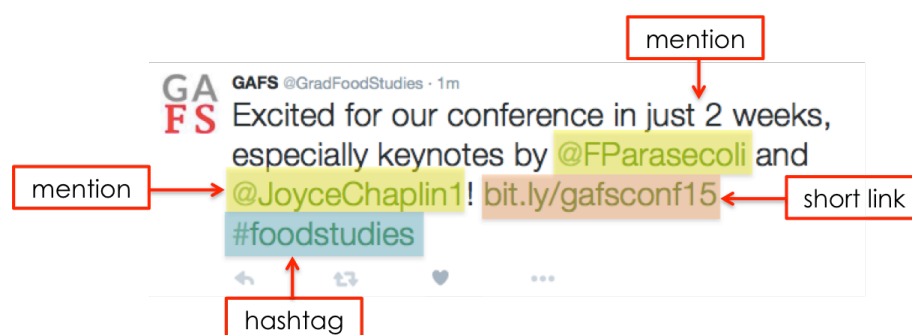 mention
GA
FS
GAFS @GradFoodStudies · 1m
Excited for our conference in just 2 weeks,
especially keynotes by @FParasecoli and
@JoyceChaplin1! bit.ly/gafsconf15
#foodstudies
mention
short link
hashtag